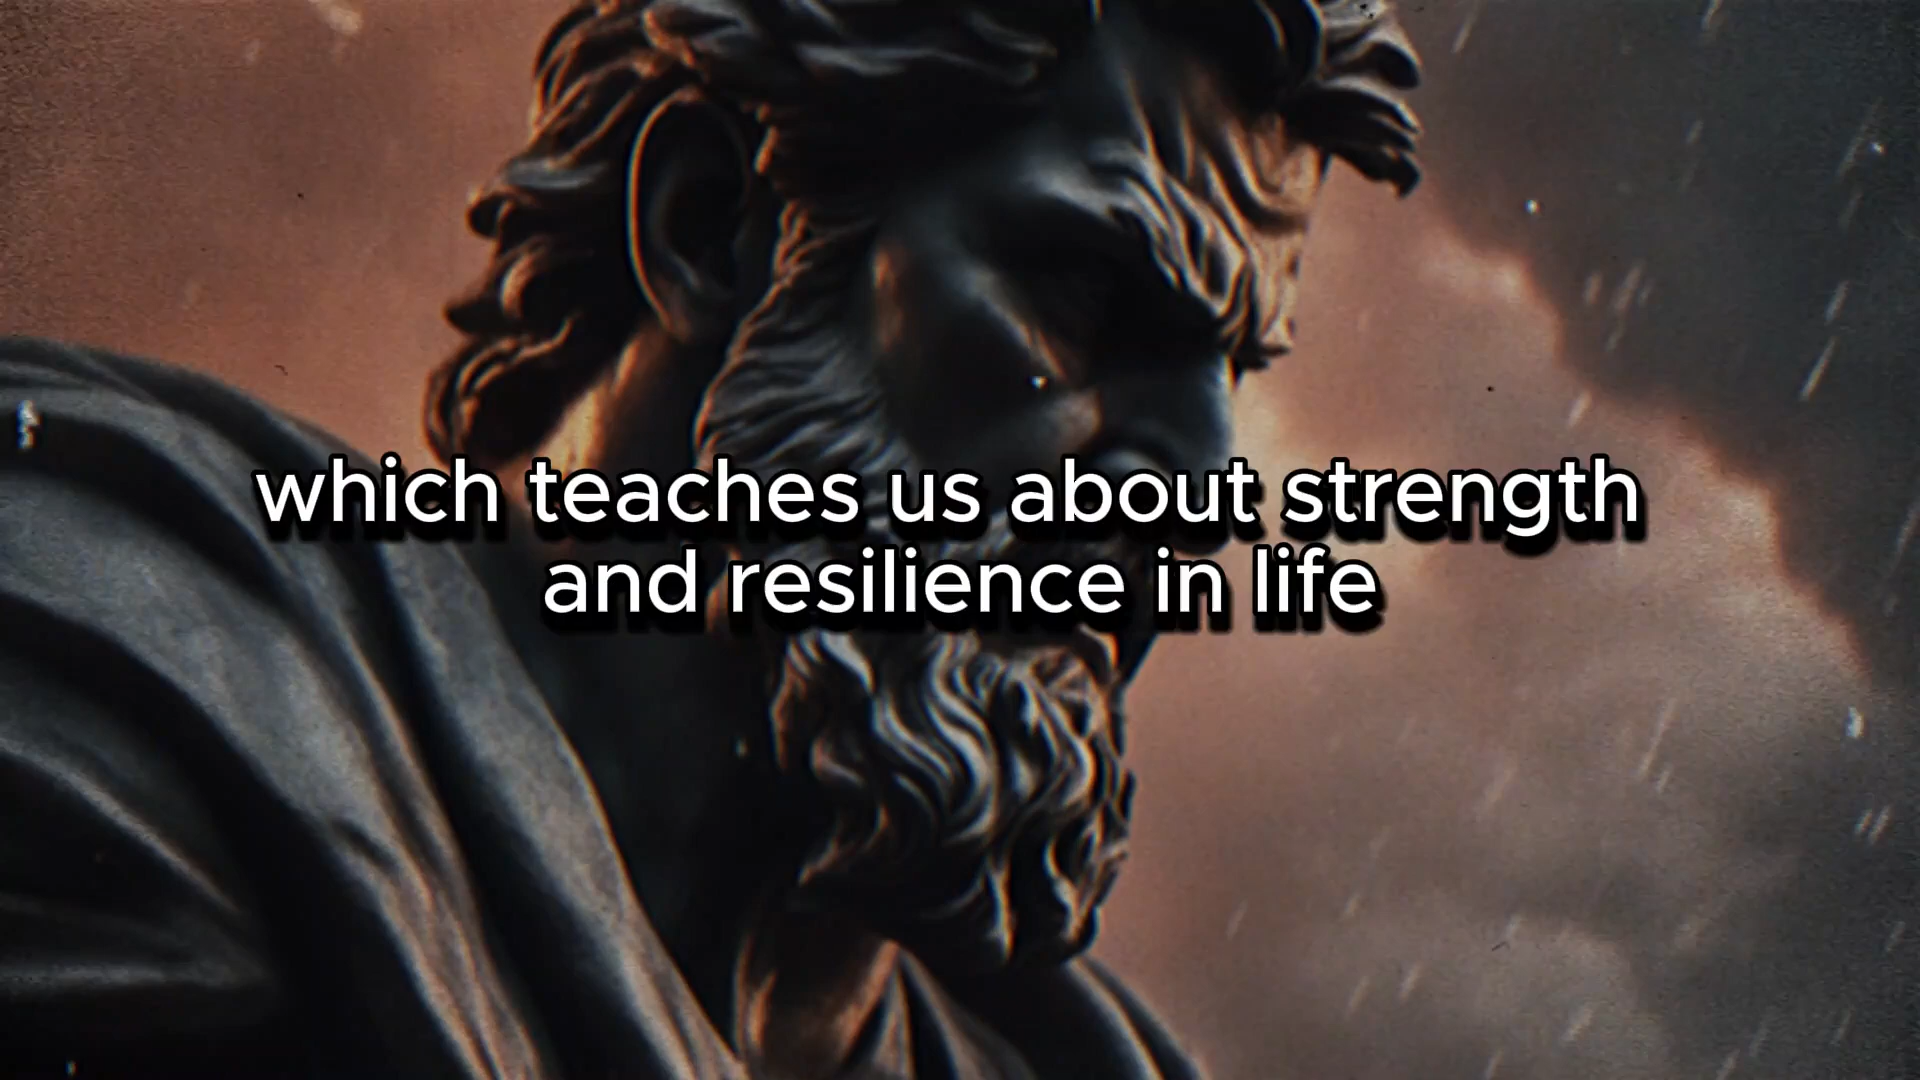 which teaches us about strength
and resilience in life